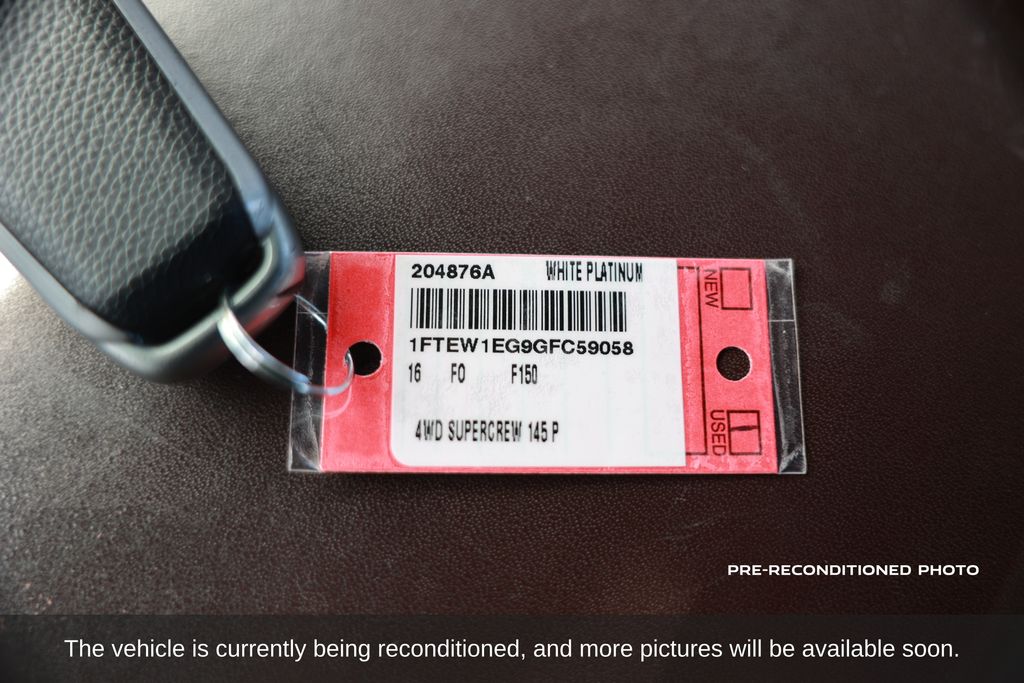 204876A WHITE PLATINUM
1FTEW1EG9GFC59058
16 FO F150
4WD SUPERCREW 145 P
NEW
USED
PRE-RECONDITIONED PHOTO
The vehicle is currently being reconditioned, and more pictures will be available soon.